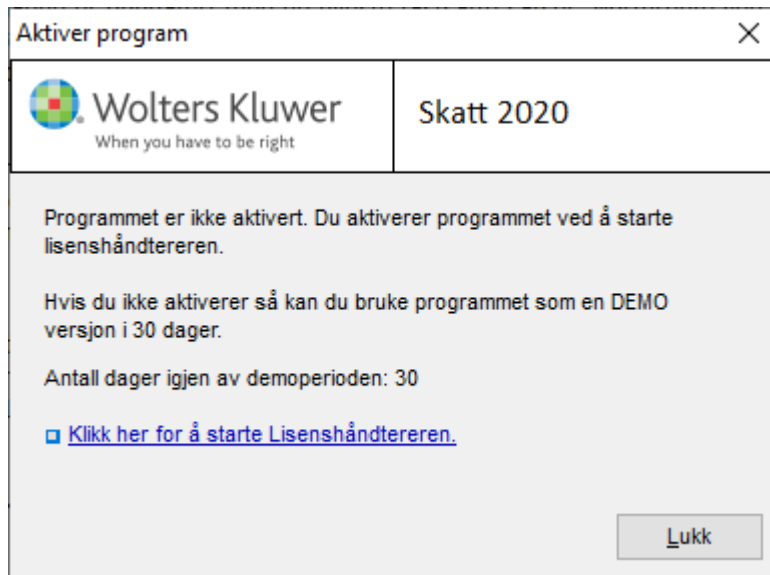 Aktiver program
Wolters Kluwer
When you have to be right
Skatt 2020
Programmet er ikke aktivert. Du aktiverer programmet ved å starte
lisenshåndtereren.
Hvis du ikke aktiverer så kan du bruke programmet som en DEMO
versjon i 30 dager.
Antall dager igjen av demoperioden: 30
Klikk her for å starte Lisenshåndtereren.
Lukk